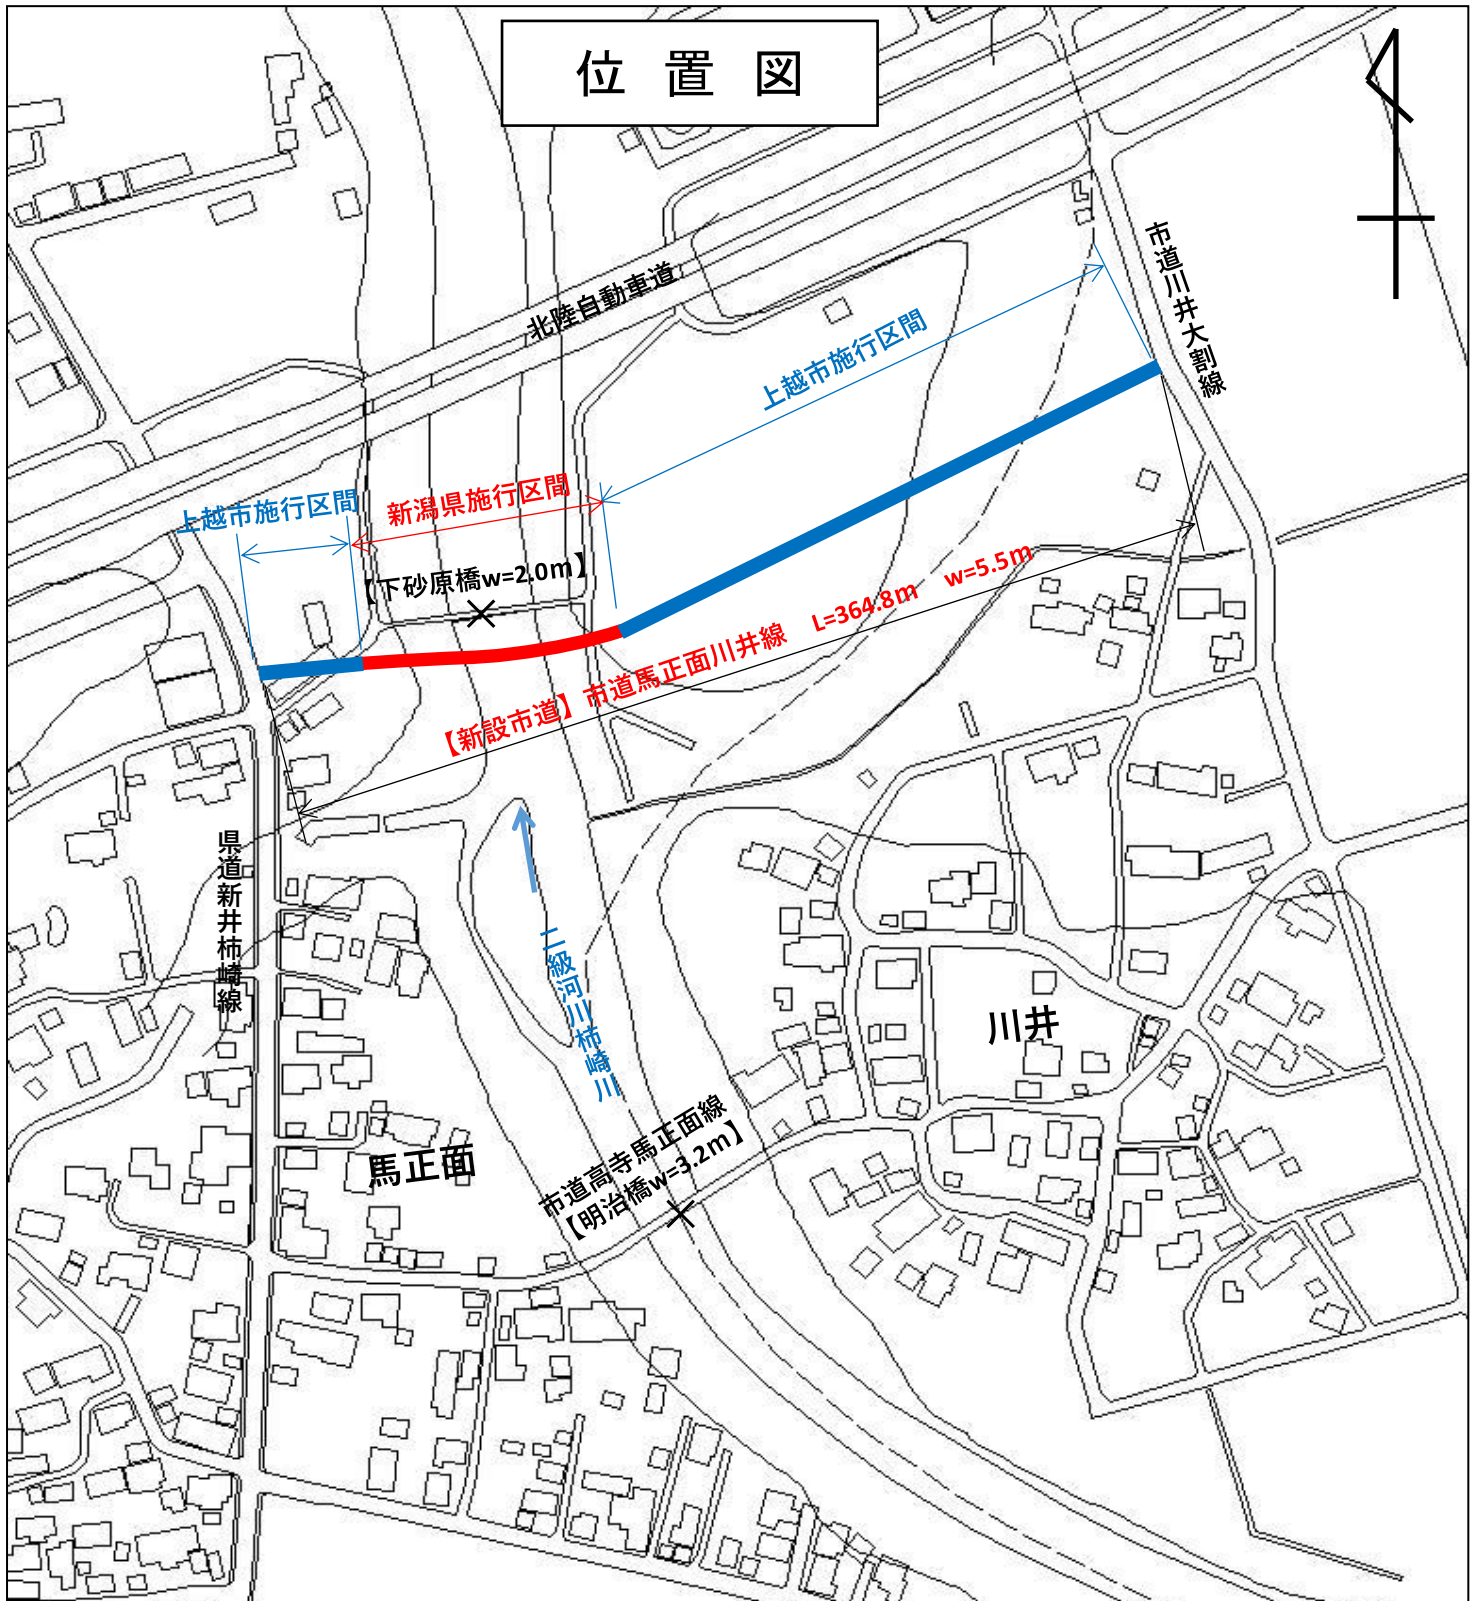 位 置 図
市道川井大割線
北陸自動車道
上越市施行区間
上越市施行区間
新潟県施行区間
【下砂原橋w=2.0m】
【新設市道】市道馬正面川井線 L=364.8m w=5.5m
県道新井柿崎線
二級河川柿崎川
川井
馬正面
市道高寺馬正面線
【明治橋w=3.2m】